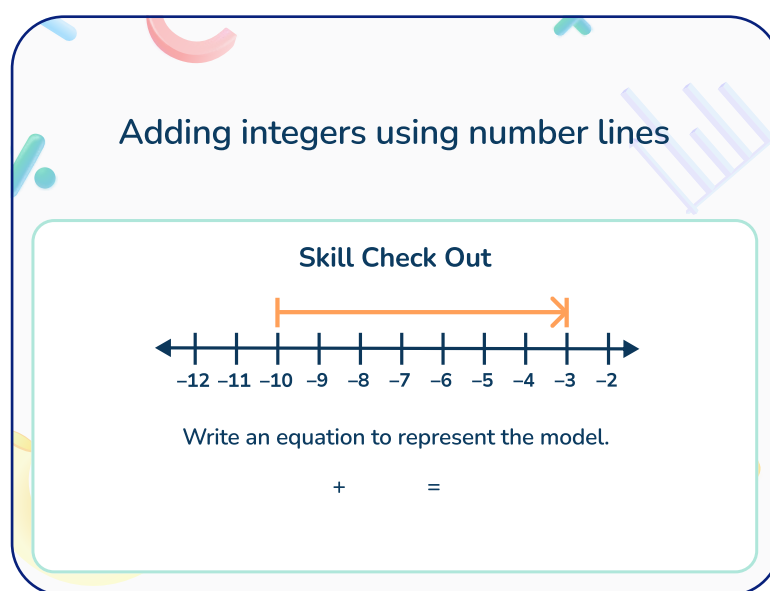 Adding integers using number lines
Skill Check Out
–12 –11 –10 –9 –8 –7 –6 –5 –4 –3 –2
Write an equation to represent the model.
+ =